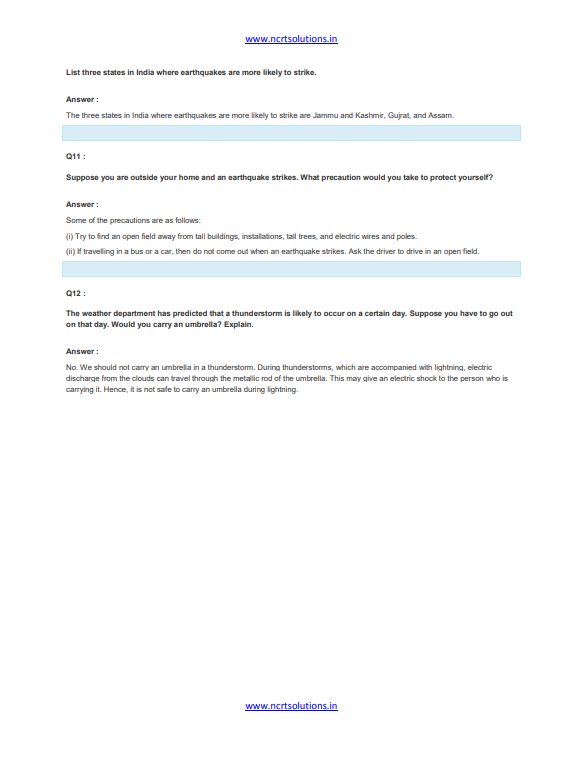 www.ncrtsolutions.in
List three states in India where earthquakes are more likely to strike.
Answer :
The three states in India where earthquakes are more likely to strike are Jammu and Kashmir, Gujrat, and Assam.
Q11 :
Suppose you are outside your home and an earthquake strikes. What precaution would you take to protect yourself?
Answer :
Some of the precautions are as follows:
(i) Try to find an open field away from tall buildings, installations, tall trees, and electric wires and poles.
(ii) If travelling in a bus or a car, then do not come out when an earthquake strikes. Ask the driver to drive in an open field.
Q12 :
The weather department has predicted that a thunderstorm is likely to occur on a certain day. Suppose you have to go out
on that day. Would you carry an umbrella? Explain.
Answer :
No. We should not carry an umbrella in a thunderstorm. During thunderstorms, which are accompanied with lightning, electric
discharge from the clouds can travel through the metallic rod of the umbrella. This may give an electric shock to the person who is
carrying it. Hence, it is not safe to carry an umbrella during lightning.
www.ncrtsolutions.in